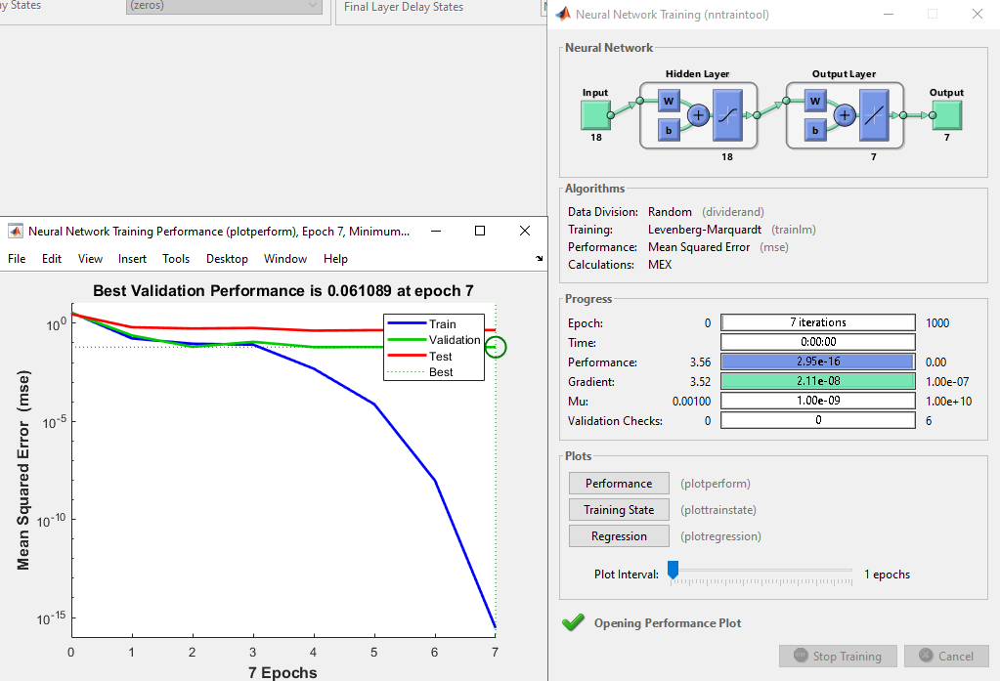 (zeros)
Final Layer Delay States
Neural Network Training (nntraintool)
Neural Network
Hidden Layer
Output Layer
Input
Output
W
W
b
b
18
18
7
7
Algorithms
Data Division: Random (dividerand)
Training: Levenberg-Marquardt (trainlm)
Performance: Mean Squared Error (mse)
Calculations: MEX
Progress
Epoch: 0 7 iterations 1000
Time: 0:00:00
Performance: 3.56 2.95e-16 0.00
Gradient: 3.52 2.11e-08 1.00e-07
Mu: 0.00100 1.00e-09 1.00e+10
Validation Checks: 0 0 6
Plots
Performance (plotperform)
Training State (plottrainstate)
Regression (plotregression)
Plot Interval: 1 epochs
Opening Performance Plot
Stop Training Cancel
Neural Network Training Performance (plotperform), Epoch 7, Minimum...
File Edit View Insert Tools Desktop Window Help
Best Validation Performance is 0.061089 at epoch 7
Train
Validation
Test
Best
Mean Squared Error (mse)
10^0
10^-5
10^-10
10^-15
0 1 2 3 4 5 6 7
7 Epochs